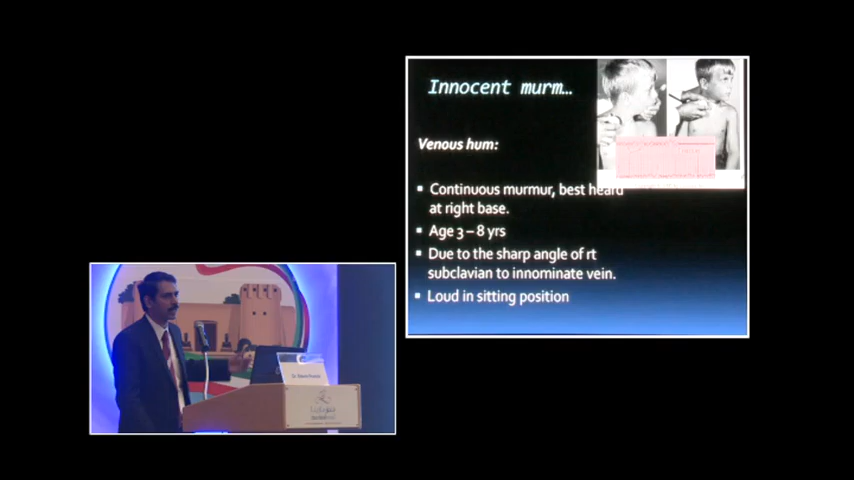 Innocent murm...
Venous hum:
Continuous murmur, best heard
at right base.
Age 3 – 8 yrs
Due to the sharp angle of rt
subclavian to innominate vein.
Loud in sitting position
Dr.